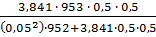 3,841 · 953 · 0,5 · 0,5
(0,05²)·952+3,841·0,5·0,5